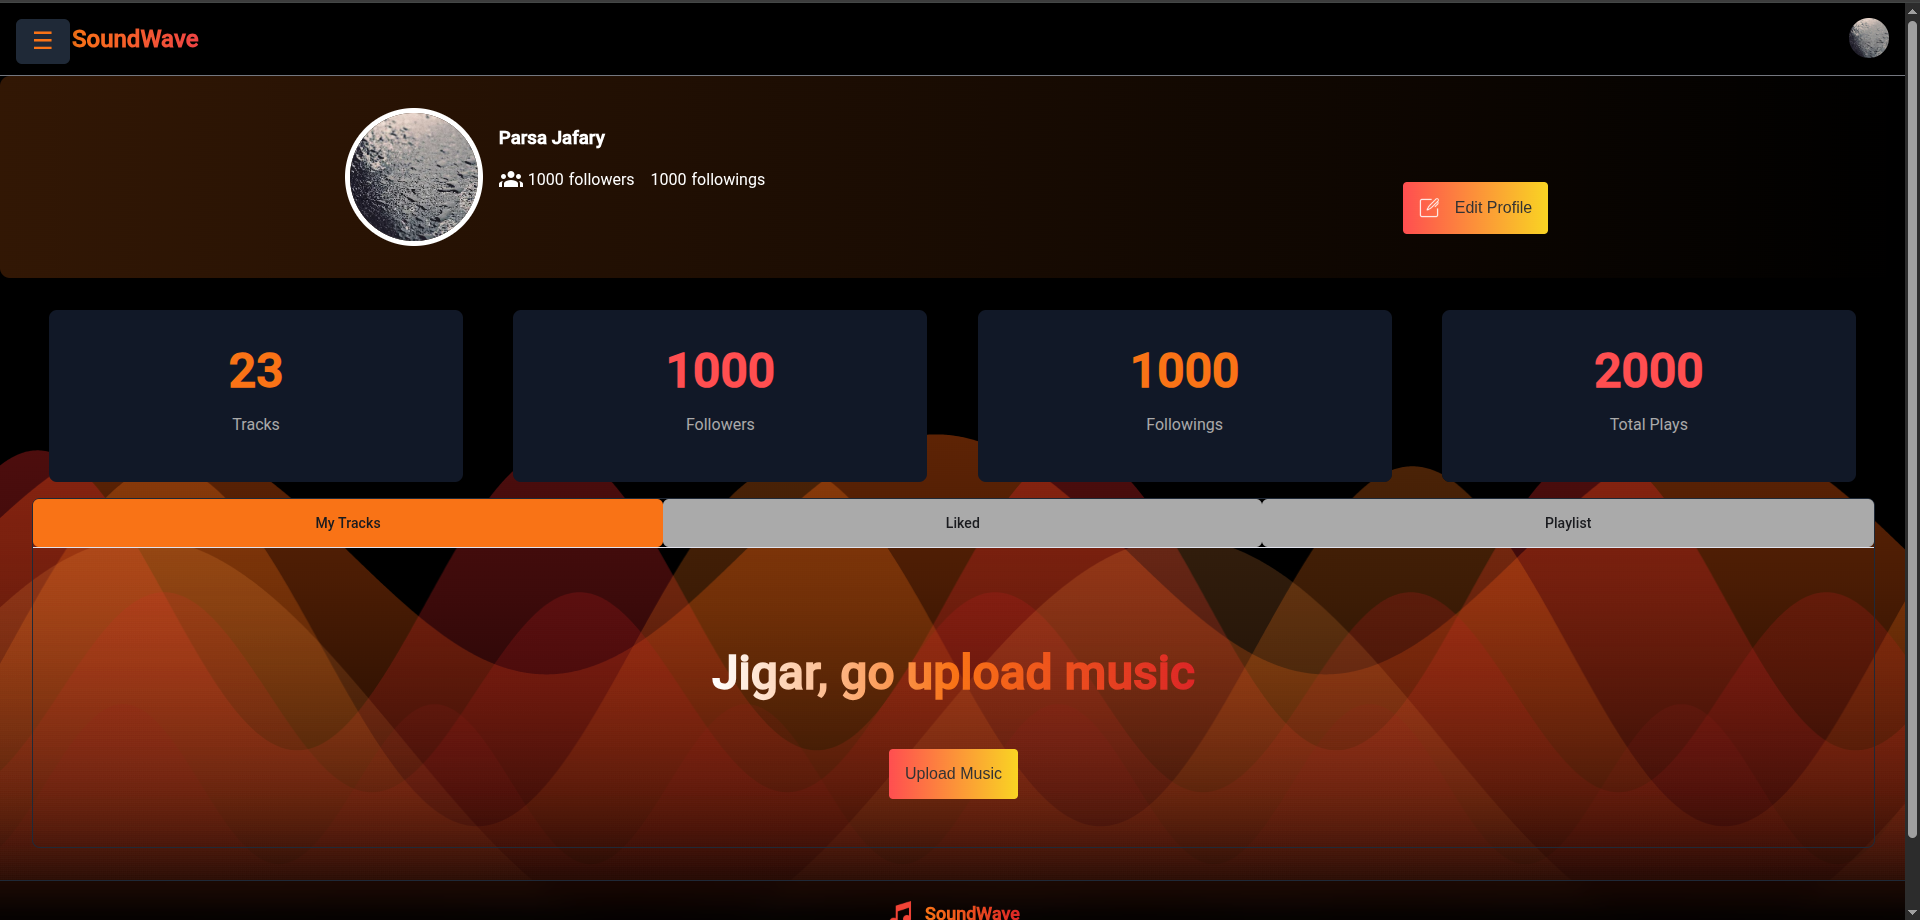 SoundWave
Parsa Jafary
1000 followers 1000 followings
Edit Profile
23
Tracks
1000
Followers
1000
Followings
2000
Total Plays
My Tracks
Liked
Playlist
Jigar, go upload music
Upload Music
SoundWave